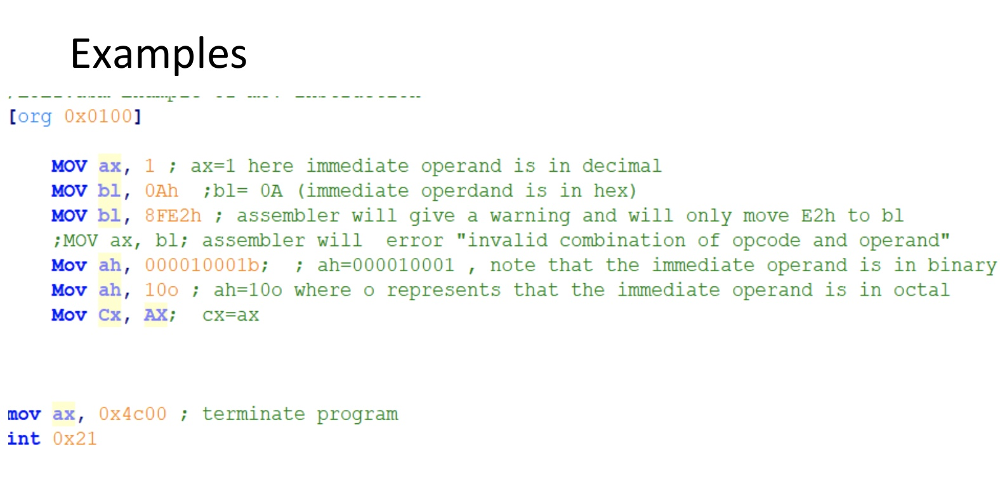 Examples
[org 0x0100]
MOV ax, 1 ; ax=1 here immediate operand is in decimal
MOV bl, 0Ah  ;bl= 0A (immediate operdand is in hex)
MOV bl, 8FE2h ; assembler will give a warning and will only move E2h to bl
;MOV ax, bl; assembler will  error "invalid combination of opcode and operand"
Mov ah, 000010001b;  ; ah=000010001 , note that the immediate operand is in binary
Mov ah, 10o ; ah=10o where o represents that the immediate operand is in octal
Mov Cx, AX;  cx=ax
mov ax, 0x4c00 ; terminate program
int 0x21